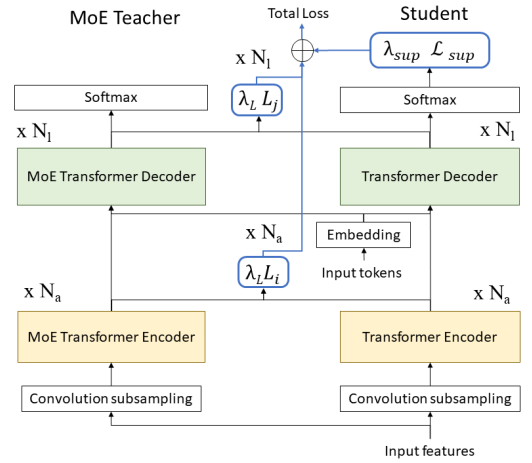 MoE Teacher
Total Loss
Student
x N_l
λ_sup ℒ_sup
Softmax
λ_L L_j
Softmax
x N_l
x N_l
MoE Transformer Decoder
Transformer Decoder
x N_a
Embedding
Input tokens
λ_L L_i
x N_a
x N_a
MoE Transformer Encoder
Transformer Encoder
Convolution subsampling
Convolution subsampling
Input features